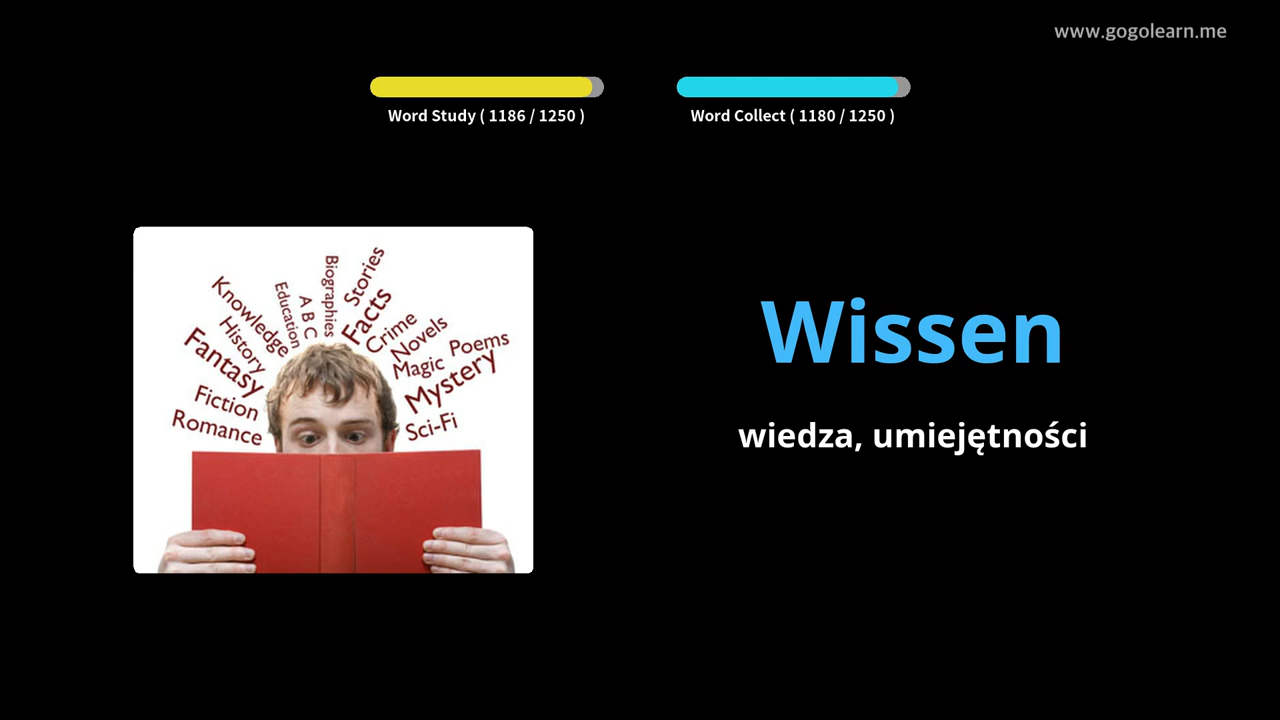 www.gogolearn.me
Word Study ( 1186 / 1250 )
Word Collect ( 1180 / 1250 )
Knowledge
Education
A B C
Biographies
Stories
Facts
Crime
Novels
Poems
Magic
Mystery
Sci-Fi
History
Fantasy
Fiction
Romance
Wissen
wiedza, umiejętności